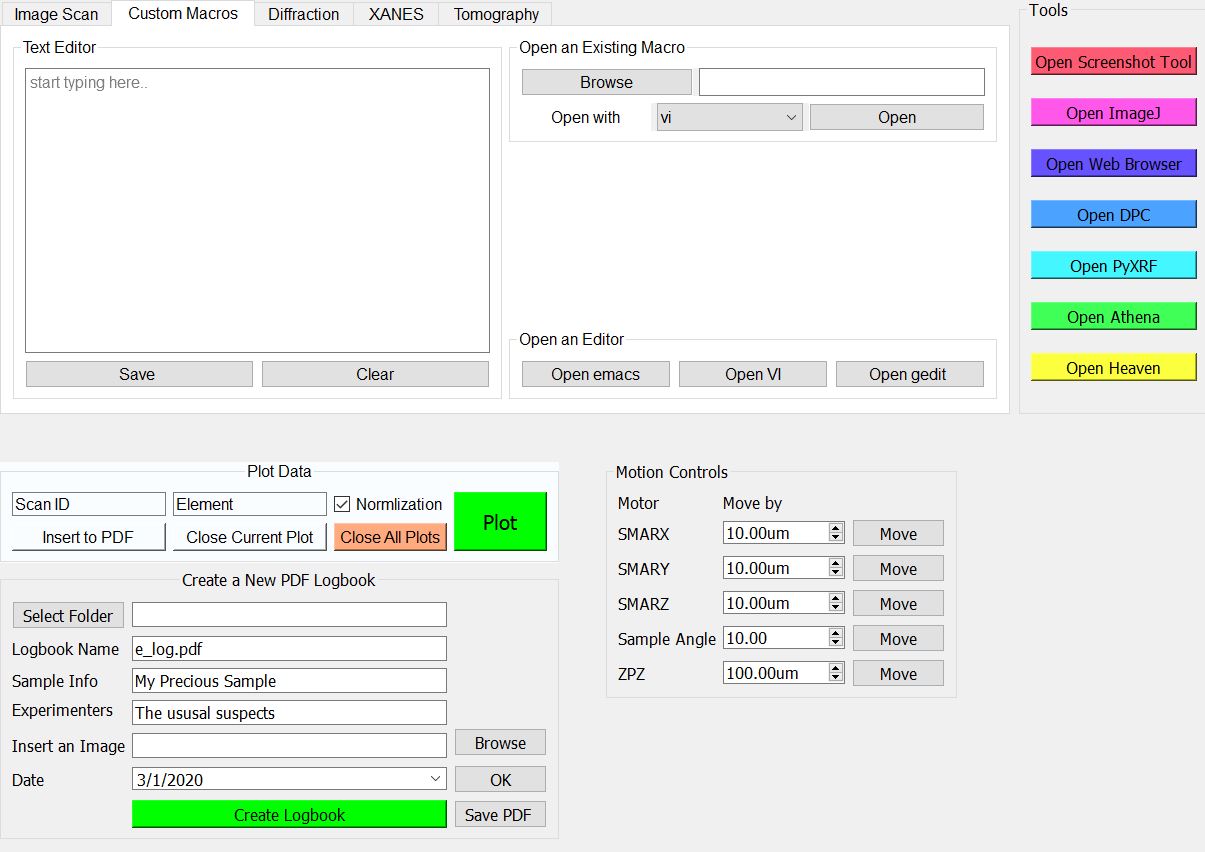 Image Scan
Custom Macros
Diffraction
XANES
Tomography
Text Editor
start typing here..
Save
Clear
Open an Existing Macro
Browse
Open with
vi
Open
Open an Editor
Open emacs
Open VI
Open gedit
Tools
Open Screenshot Tool
Open ImageJ
Open Web Browser
Open DPC
Open PyXRF
Open Athena
Open Heaven
Plot Data
Scan ID
Element
Normlization
Plot
Insert to PDF
Close Current Plot
Close All Plots
Create a New PDF Logbook
Select Folder
Logbook Name
e_log.pdf
Sample Info
My Precious Sample
Experimenters
The ususal suspects
Insert an Image
Browse
Date
3/1/2020
OK
Create Logbook
Save PDF
Motion Controls
Motor
Move by
SMARX
10.00um
Move
SMARY
10.00um
Move
SMARZ
10.00um
Move
Sample Angle
10.00
Move
ZPZ
100.00um
Move